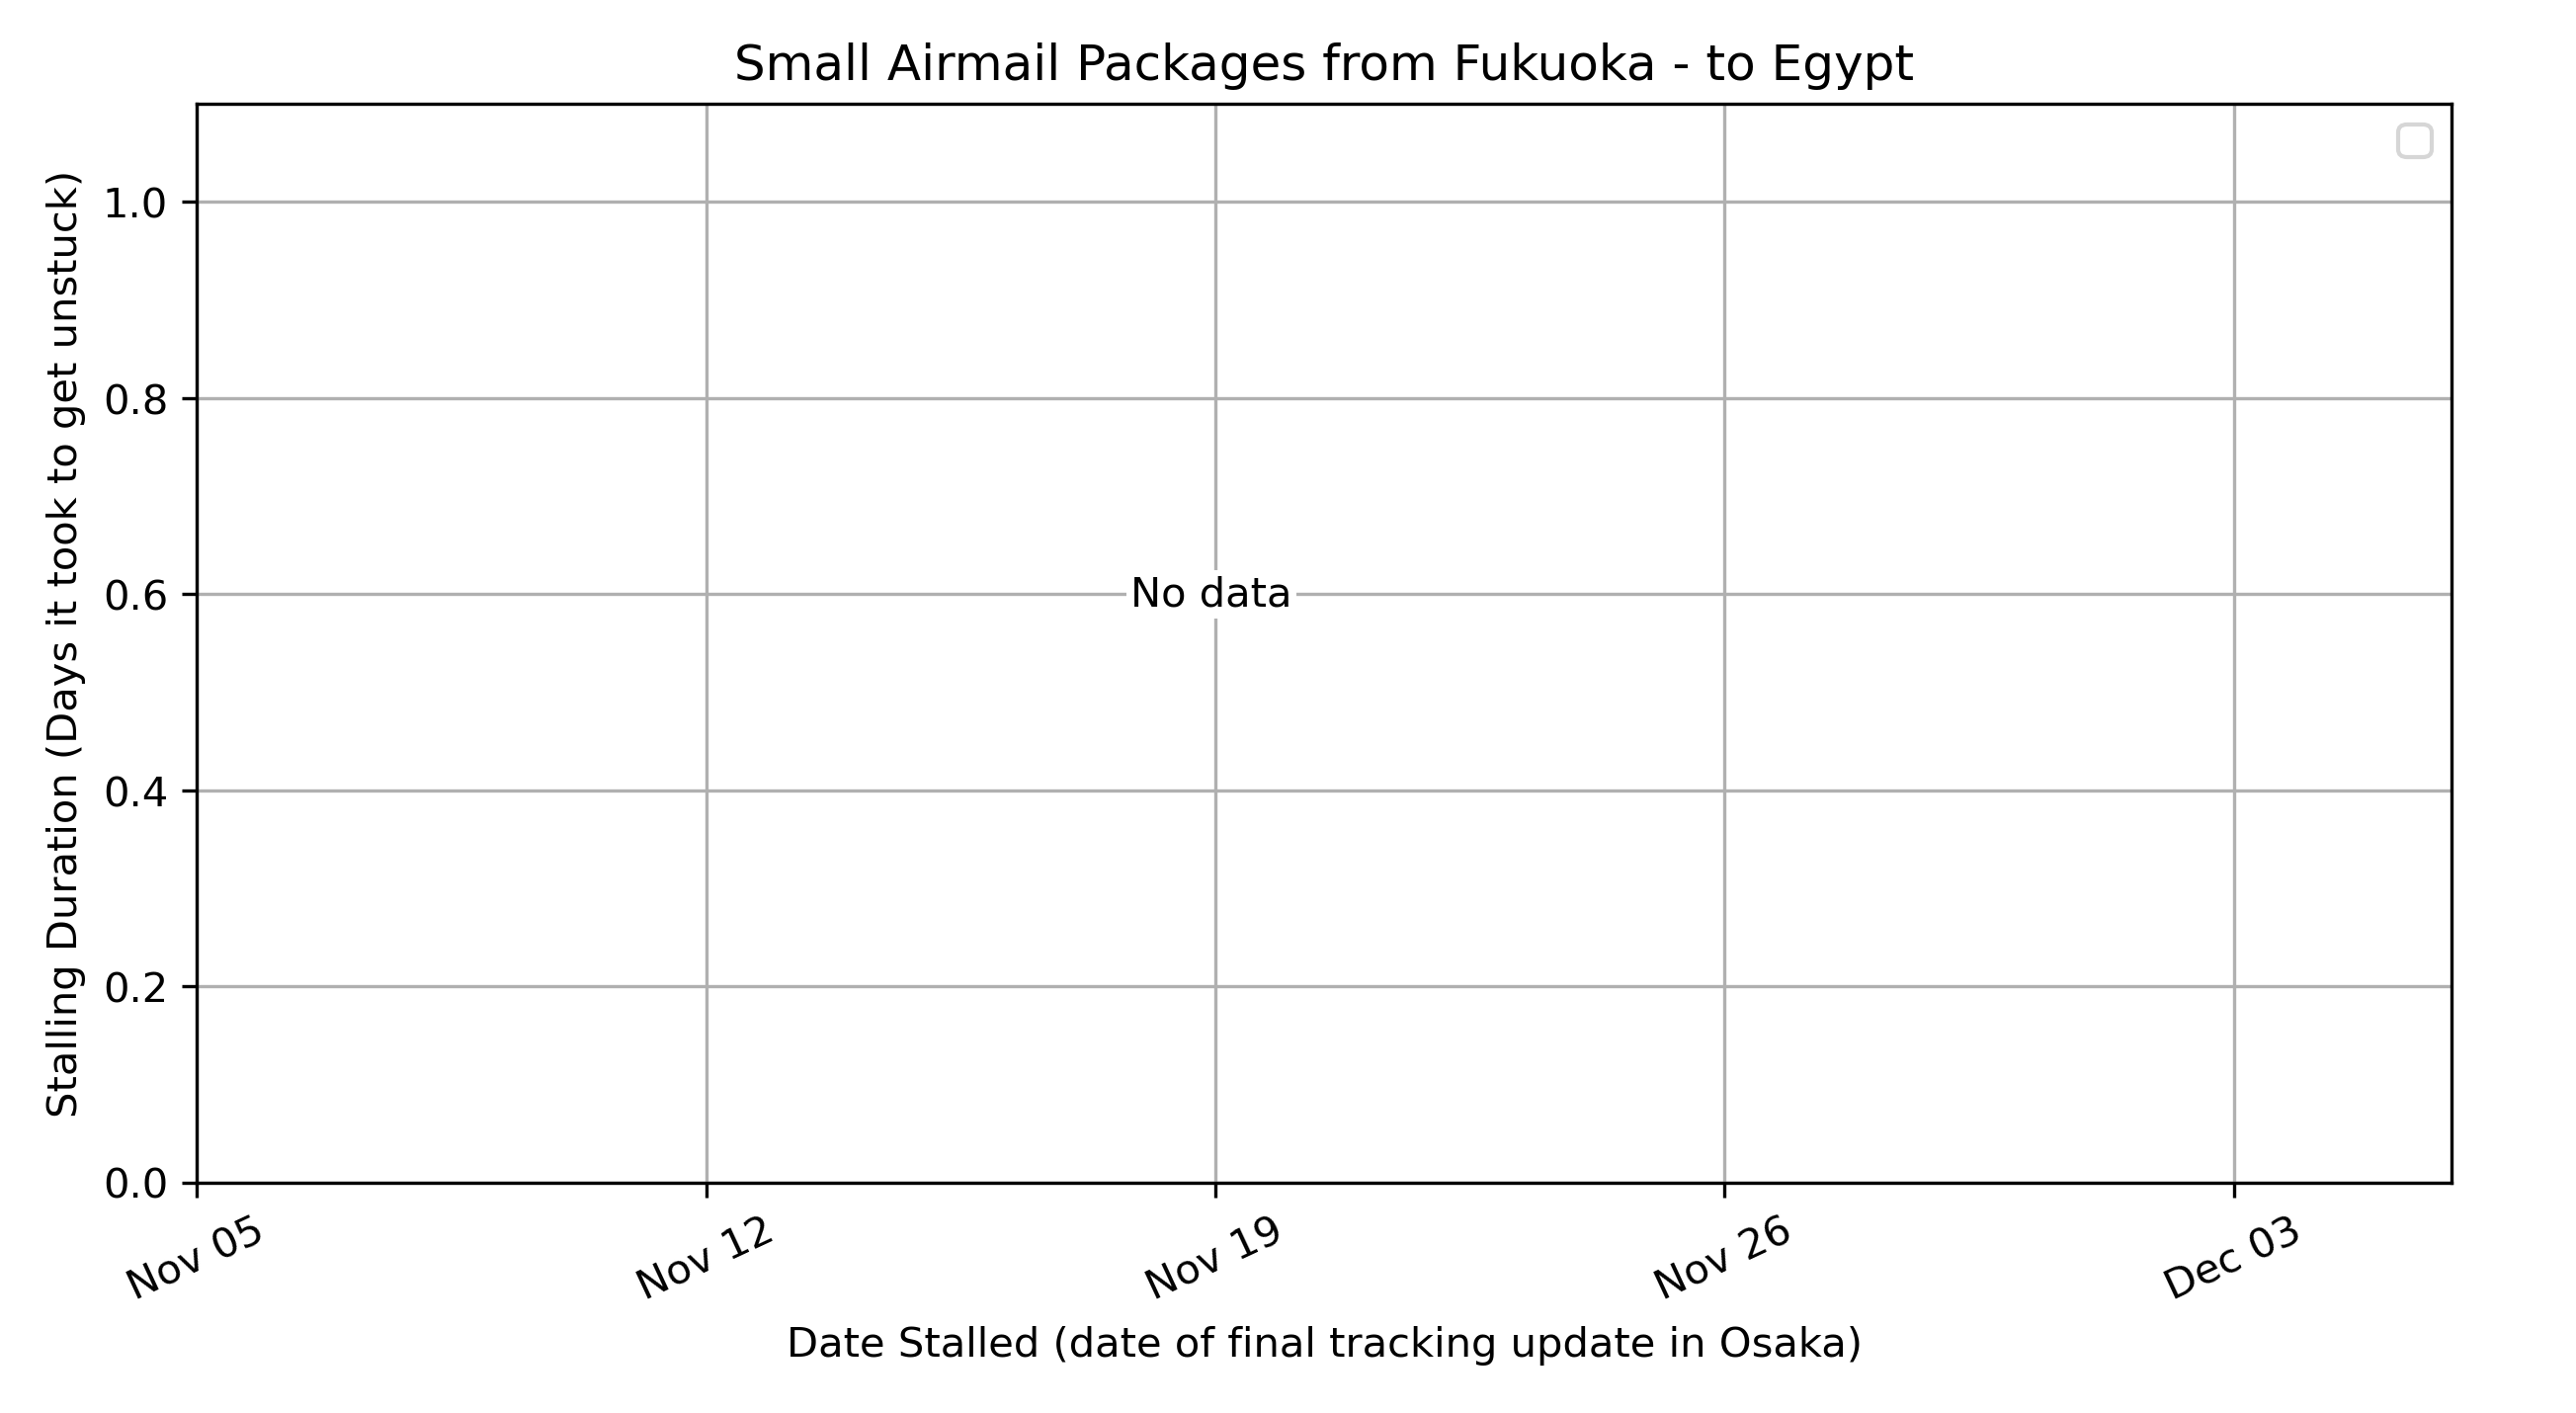 Small Airmail Packages from Fukuoka - to Egypt
Stalling Duration (Days it took to get unstuck)
1.0
0.8
0.6
0.4
0.2
0.0
No data
Nov 05
Nov 12
Nov 19
Nov 26
Dec 03
Date Stalled (date of final tracking update in Osaka)